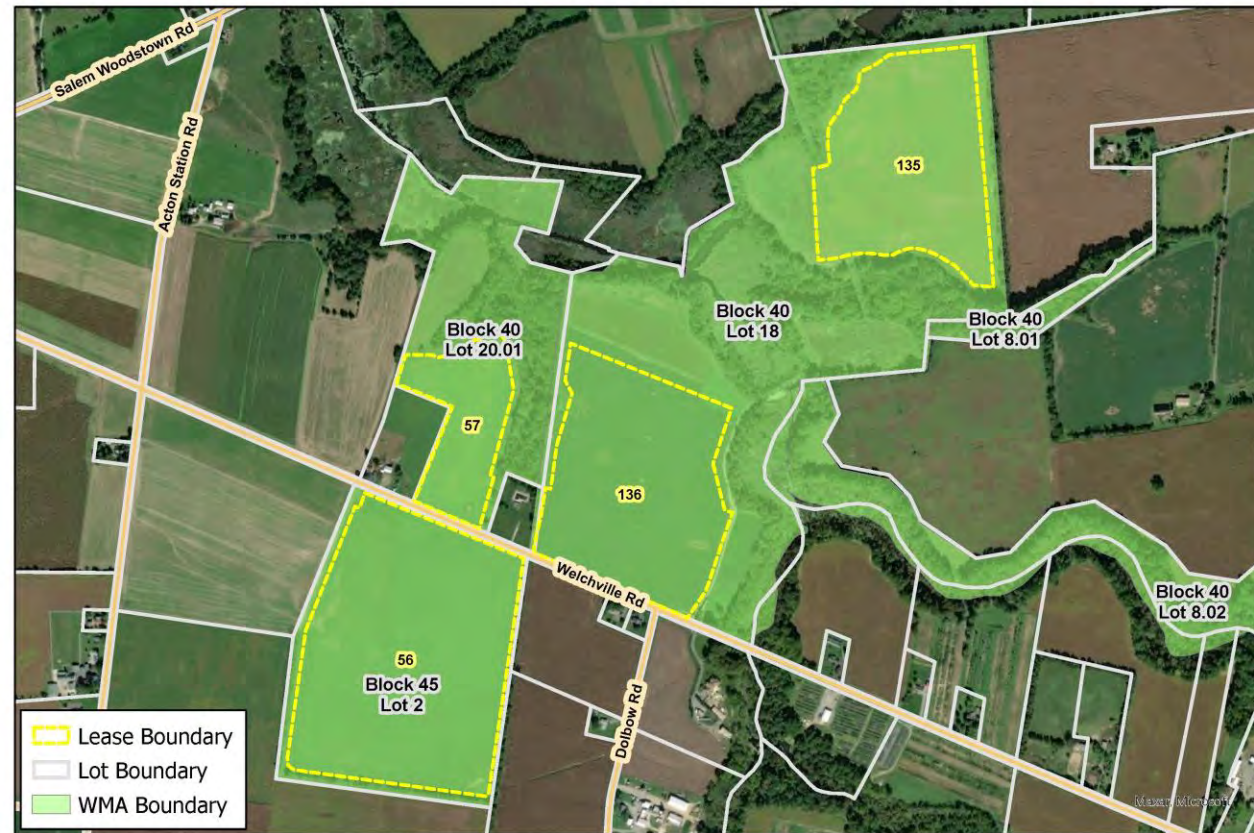 Salem Woodstown Rd
Acton Station Rd
135
Block 40
Lot 20.01
Block 40
Lot 18
Block 40
Lot 8.01
57
136
Welchville Rd
Block 40
Lot 8.02
56
Block 45
Lot 2
Dolbow Rd
Lease Boundary
Lot Boundary
WMA Boundary
Maxar, Microsoft